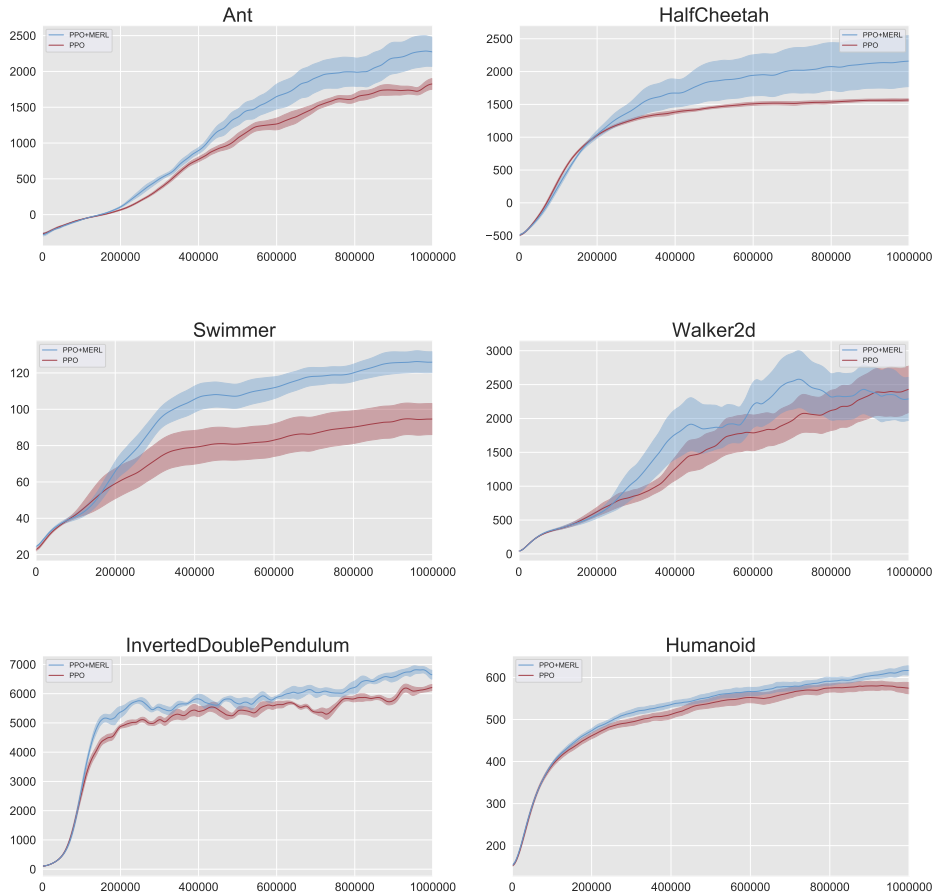 Ant
PPO+MERL
PPO
2500
2000
1500
1000
500
0
0 200000 400000 600000 800000 1000000
HalfCheetah
PPO+MERL
PPO
2500
2000
1500
1000
500
0
−500
0 200000 400000 600000 800000 1000000
Swimmer
PPO+MERL
PPO
120
100
80
60
40
20
0 200000 400000 600000 800000 1000000
Walker2d
PPO+MERL
PPO
3000
2500
2000
1500
1000
500
0
0 200000 400000 600000 800000 1000000
InvertedDoublePendulum
PPO+MERL
PPO
7000
6000
5000
4000
3000
2000
1000
0
0 200000 400000 600000 800000 1000000
Humanoid
PPO+MERL
PPO
600
500
400
300
200
0 200000 400000 600000 800000 1000000